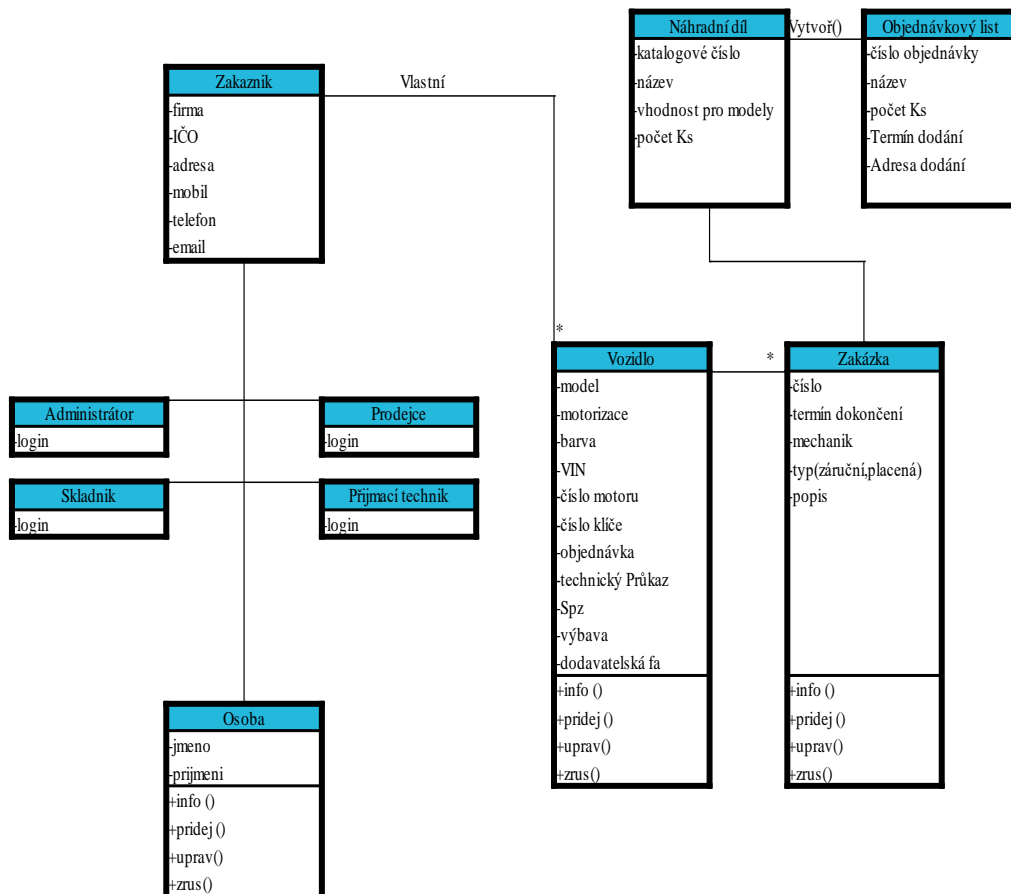 Náhradní díl
-katalogové číslo
-název
-vhodnost pro modely
-počet Ks
Vytvoř()
Objednávkový list
-číslo objednávky
-název
-počet Ks
-Termín dodání
-Adresa dodání
Zakaznik
-firma
-IČO
-adresa
-mobil
-telefon
-email
Vlastní
*
*
Vozidlo
-model
-motorizace
-barva
-VIN
-číslo motoru
-číslo klíče
-objednávka
-technický Průkaz
-Spz
-výbava
-dodavatelská fa
+info ()
+pridej ()
+uprav()
+zrus()
Zakázka
-číslo
-termín dokončení
-mechanik
-typ(záruční,placená)
-popis
+info ()
+pridej ()
+uprav()
+zrus()
Administrátor
-login
Prodejce
-login
Skladnik
-login
Přijmací technik
-login
Osoba
-jmeno
-prijmeni
+info ()
+pridej ()
+uprav()
+zrus()